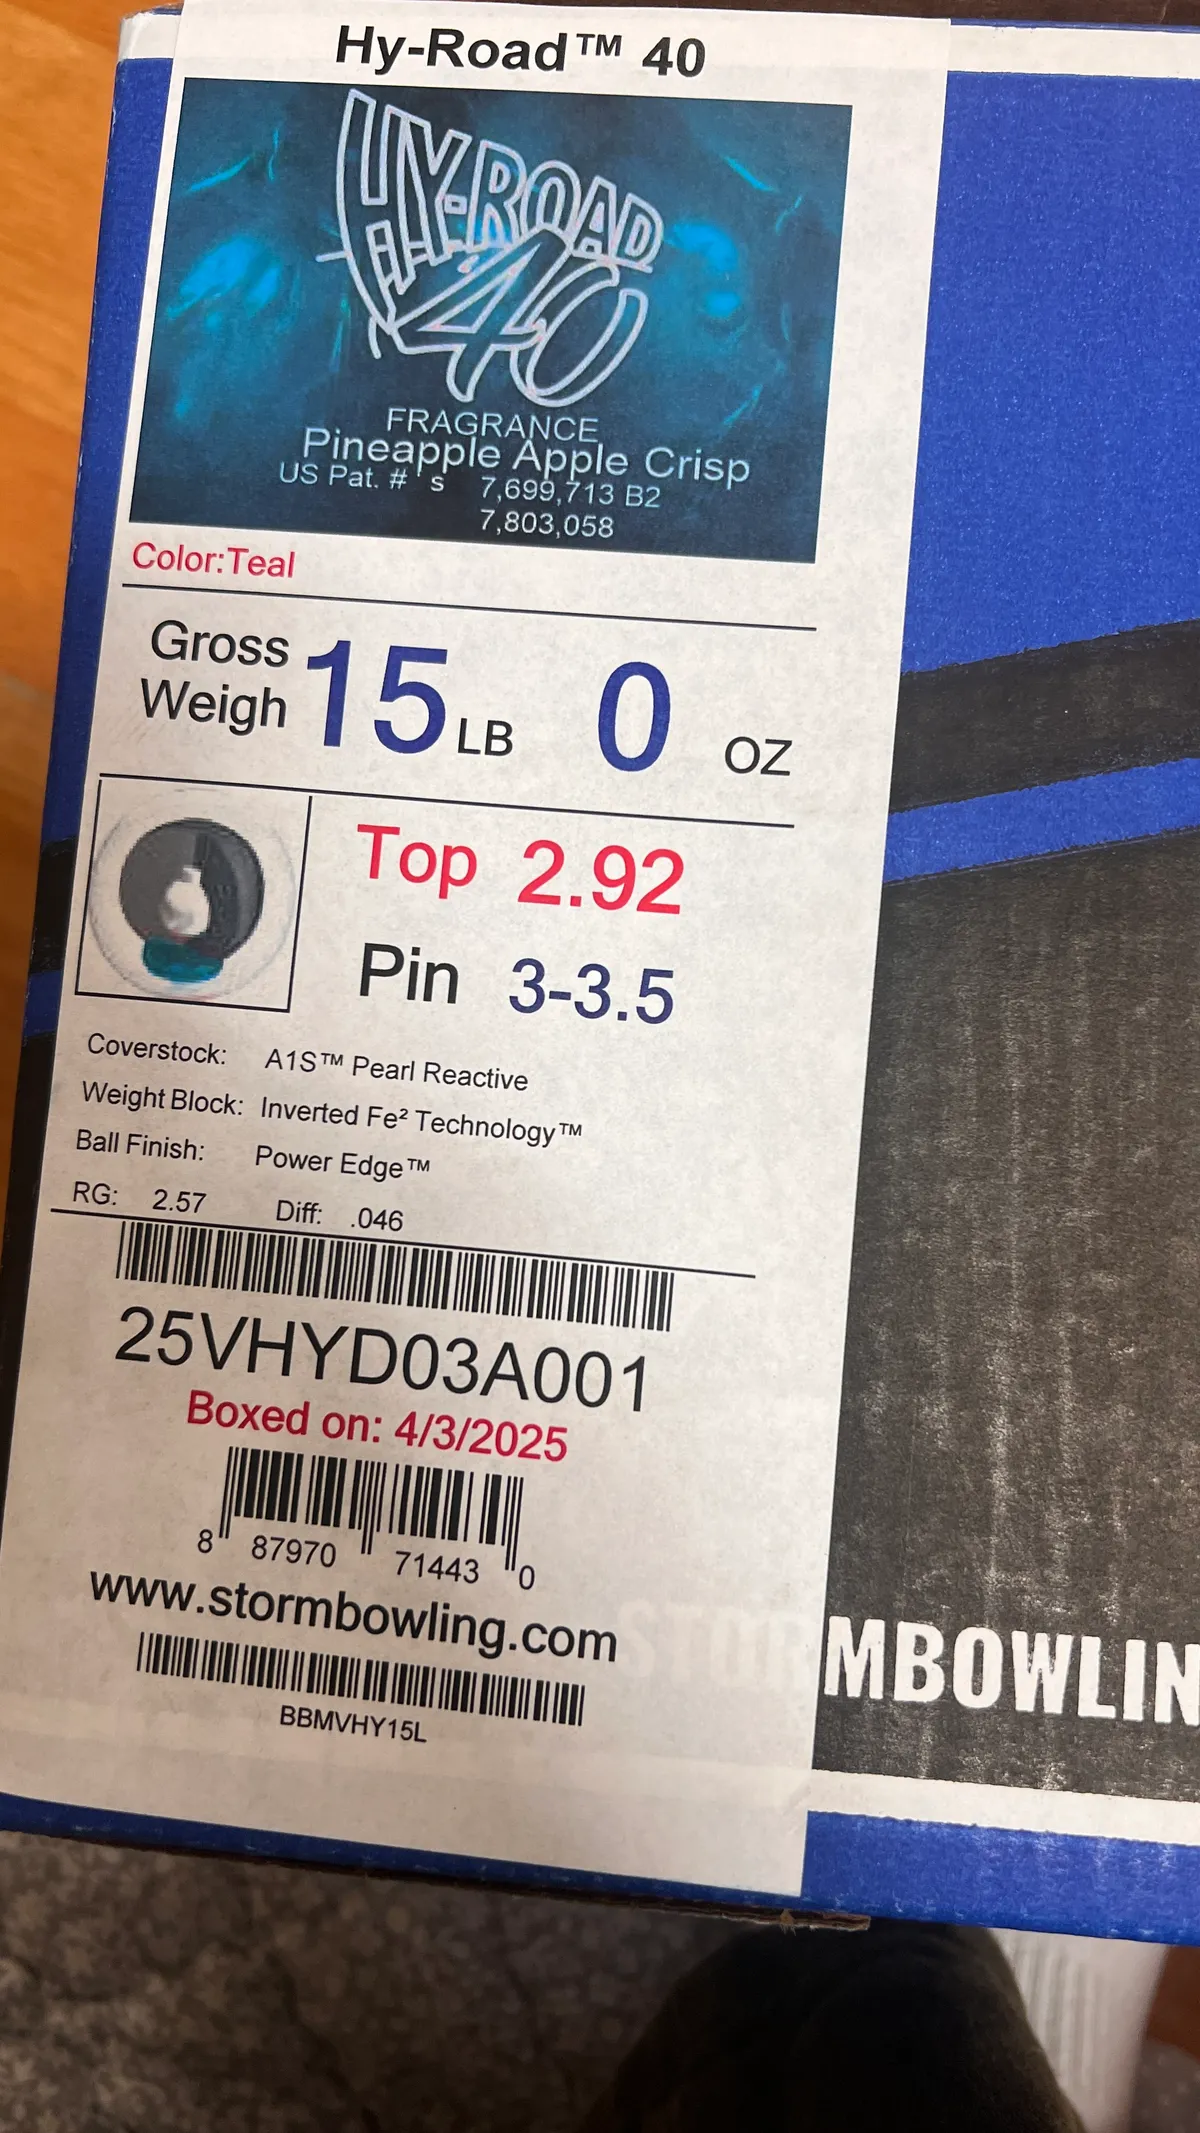 Hy-Road™ 40
HY-ROAD
40
FRAGRANCE
Pineapple Apple Crisp
US Pat. # ' s 7,699,713 B2
7,803,058
Color:Teal
Gross
Weigh 15 LB 0 OZ
Top 2.92
Pin 3-3.5
Coverstock: A1S™ Pearl Reactive
Weight Block: Inverted Fe² Technology™
Ball Finish: Power Edge™
RG: 2.57 Diff: .046
25VHYD03A001
Boxed on: 4/3/2025
8 87970 71443 0
www.stormbowling.com
STORMBOWLIN
BBMVHY15L